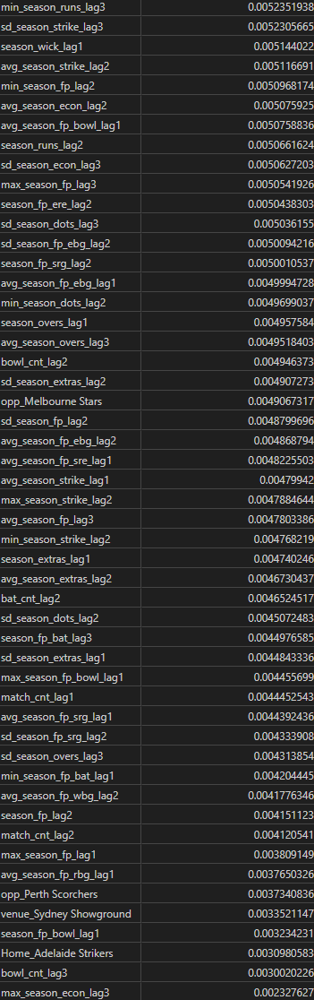 min_season_runs_lag3 0.0052351938
sd_season_strike_lag3 0.0052305665
season_wick_lag1 0.005144022
avg_season_strike_lag2 0.005116691
min_season_fp_lag2 0.0050968174
avg_season_econ_lag2 0.005075925
avg_season_fp_bowl_lag1 0.0050758836
season_runs_lag2 0.0050661624
sd_season_econ_lag3 0.0050627203
max_season_fp_lag3 0.0050541926
season_fp_ere_lag2 0.0050438303
sd_season_dots_lag3 0.005036155
sd_season_fp_ebg_lag2 0.0050094216
season_fp_srg_lag2 0.0050010537
avg_season_fp_ebg_lag1 0.0049994728
min_season_dots_lag2 0.0049699037
season_overs_lag1 0.004957584
avg_season_overs_lag3 0.0049518403
bowl_cnt_lag2 0.004946373
sd_season_extras_lag2 0.004907273
opp_Melbourne Stars 0.0049067317
sd_season_fp_lag2 0.0048799696
avg_season_fp_ebg_lag2 0.004868794
avg_season_fp_sre_lag1 0.0048225503
avg_season_strike_lag1 0.00479942
max_season_strike_lag2 0.0047884644
avg_season_fp_lag3 0.0047803386
min_season_strike_lag2 0.004768219
season_extras_lag1 0.004740246
avg_season_extras_lag2 0.0046730437
bat_cnt_lag2 0.0046524517
sd_season_dots_lag2 0.0045072483
season_fp_bat_lag3 0.0044976585
sd_season_extras_lag1 0.0044843336
max_season_fp_bowl_lag1 0.004455699
match_cnt_lag1 0.0044452543
avg_season_fp_srg_lag1 0.0044392436
sd_season_fp_srg_lag2 0.004333908
sd_season_overs_lag3 0.004313854
min_season_fp_bat_lag1 0.004204445
avg_season_fp_wbg_lag2 0.0041776346
season_fp_lag2 0.004151123
match_cnt_lag2 0.004120541
max_season_fp_lag1 0.003809149
avg_season_fp_rbg_lag1 0.0037650326
opp_Perth Scorchers 0.0037340836
venue_Sydney Showground 0.0033521147
season_fp_bowl_lag1 0.003234231
Home_Adelaide Strikers 0.0030980583
bowl_cnt_lag3 0.0030020226
max_season_econ_lag3 0.002327627